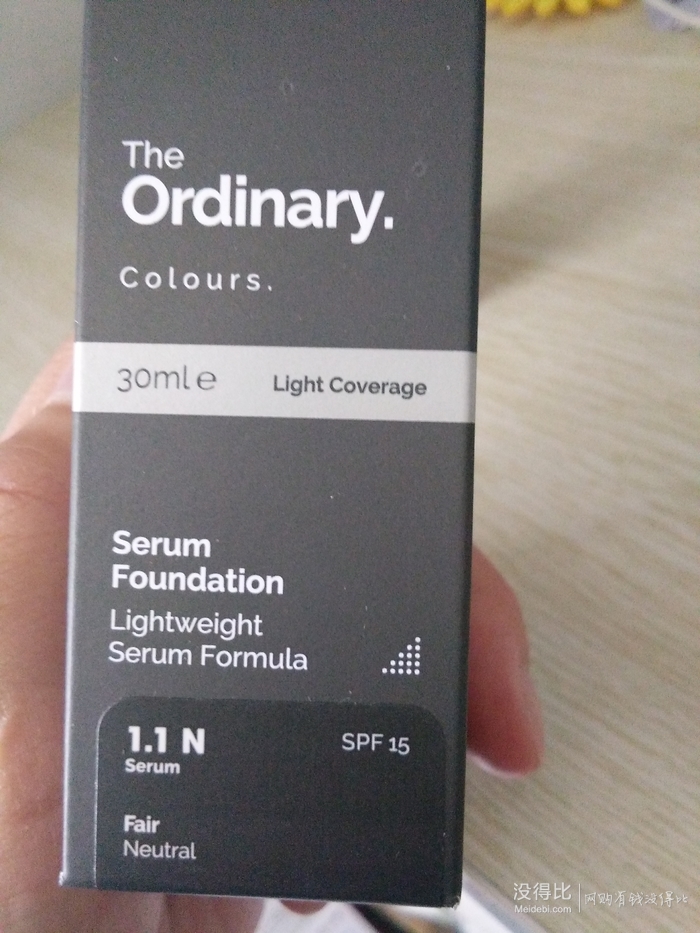 The
Ordinary.
Colours.
30ml e Light Coverage
Serum
Foundation
Lightweight
Serum Formula
1.1 N SPF 15
Serum
Fair
Neutral
没得比 网购有钱没得比
Meidebi.com